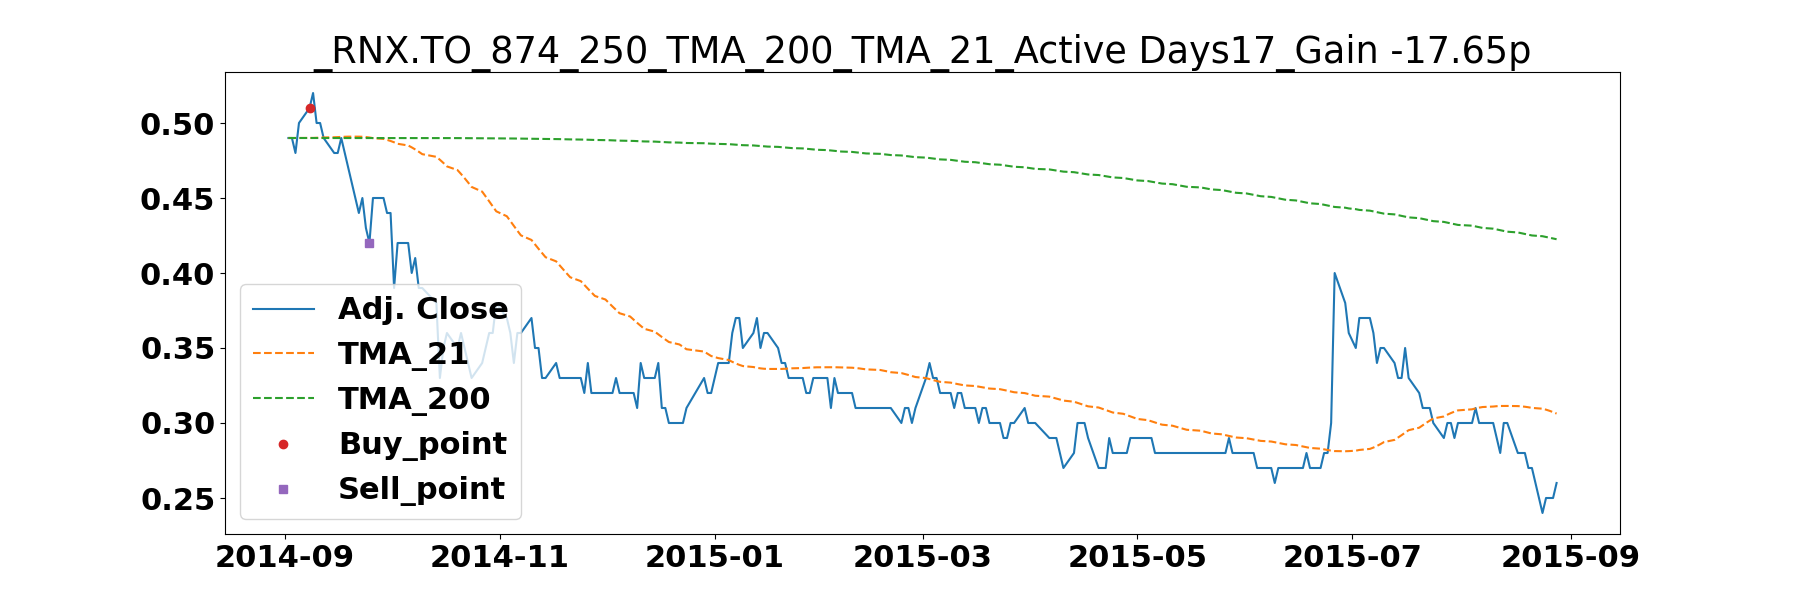 _RNX.TO_874_250_TMA_200_TMA_21_Active Days17_Gain -17.65p
0.50
0.45
0.40
0.35
0.30
0.25
Adj. Close
TMA_21
TMA_200
Buy_point
Sell_point
2014-09 2014-11 2015-01 2015-03 2015-05 2015-07 2015-09